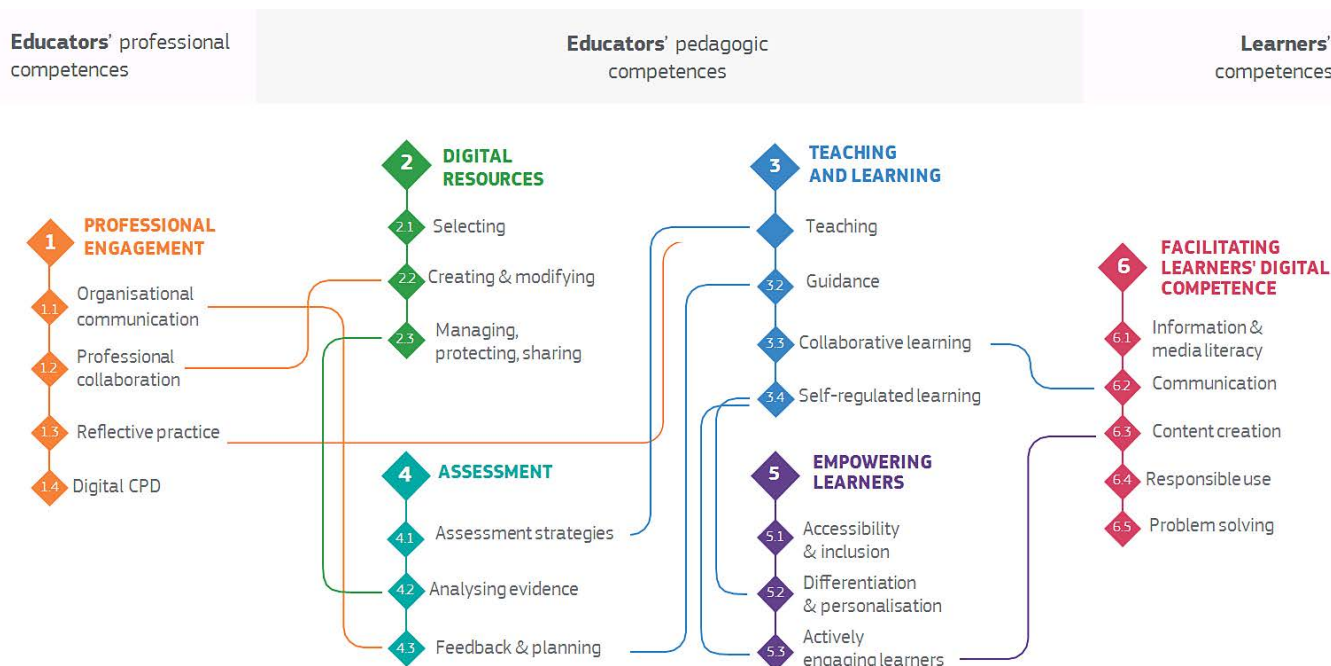 Educators' professional
competences
Educators' pedagogic
competences
Learners'
competences
1
PROFESSIONAL
ENGAGEMENT
1.1
Organisational
communication
1.2
Professional
collaboration
1.3
Reflective practice
1.4
Digital CPD
2
DIGITAL
RESOURCES
2.1
Selecting
2.2
Creating & modifying
2.3
Managing,
protecting, sharing
3
TEACHING
AND LEARNING
Teaching
3.2
Guidance
3.3
Collaborative learning
3.4
Self-regulated learning
4
ASSESSMENT
4.1
Assessment strategies
4.2
Analysing evidence
4.3
Feedback & planning
5
EMPOWERING
LEARNERS
5.1
Accessibility
& inclusion
5.2
Differentiation
& personalisation
5.3
Actively
engaging learners
6
FACILITATING
LEARNERS' DIGITAL
COMPETENCE
6.1
Information &
media literacy
6.2
Communication
6.3
Content creation
6.4
Responsible use
6.5
Problem solving